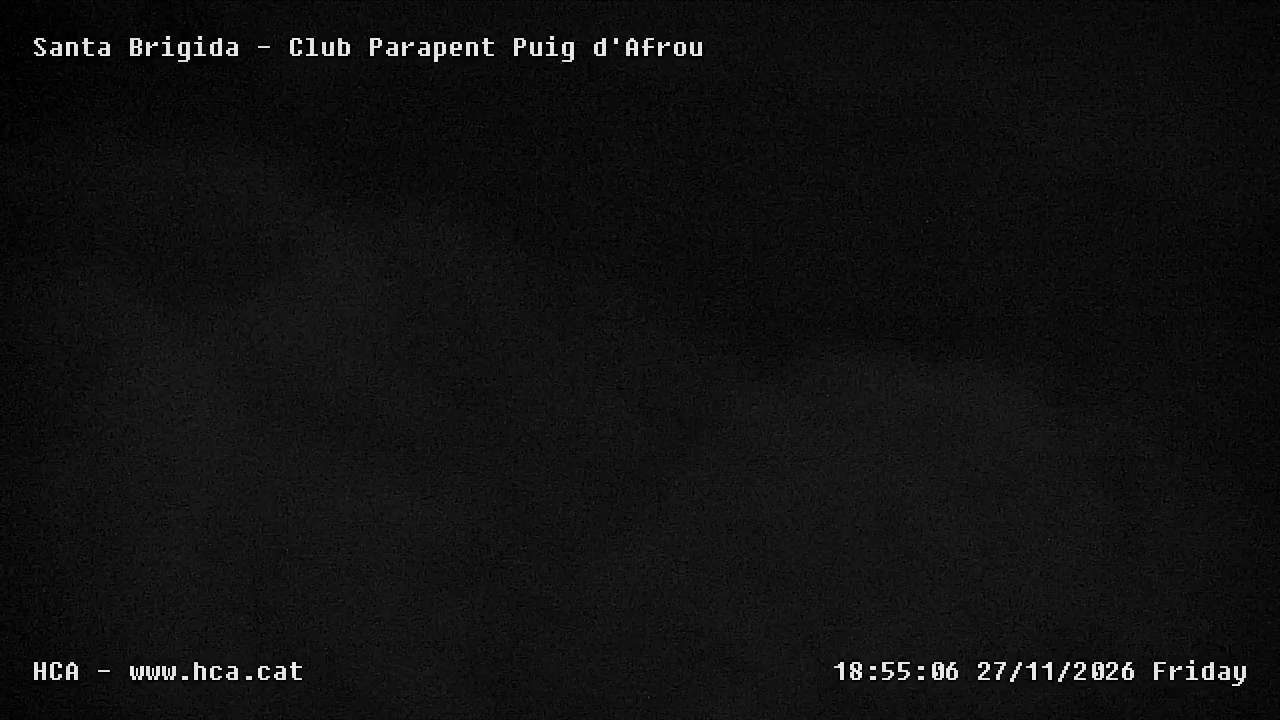 Santa Brigida - Club Parapent Puig d'Afrou
HCA - www.hca.cat
18:55:06 27/11/2026 Friday